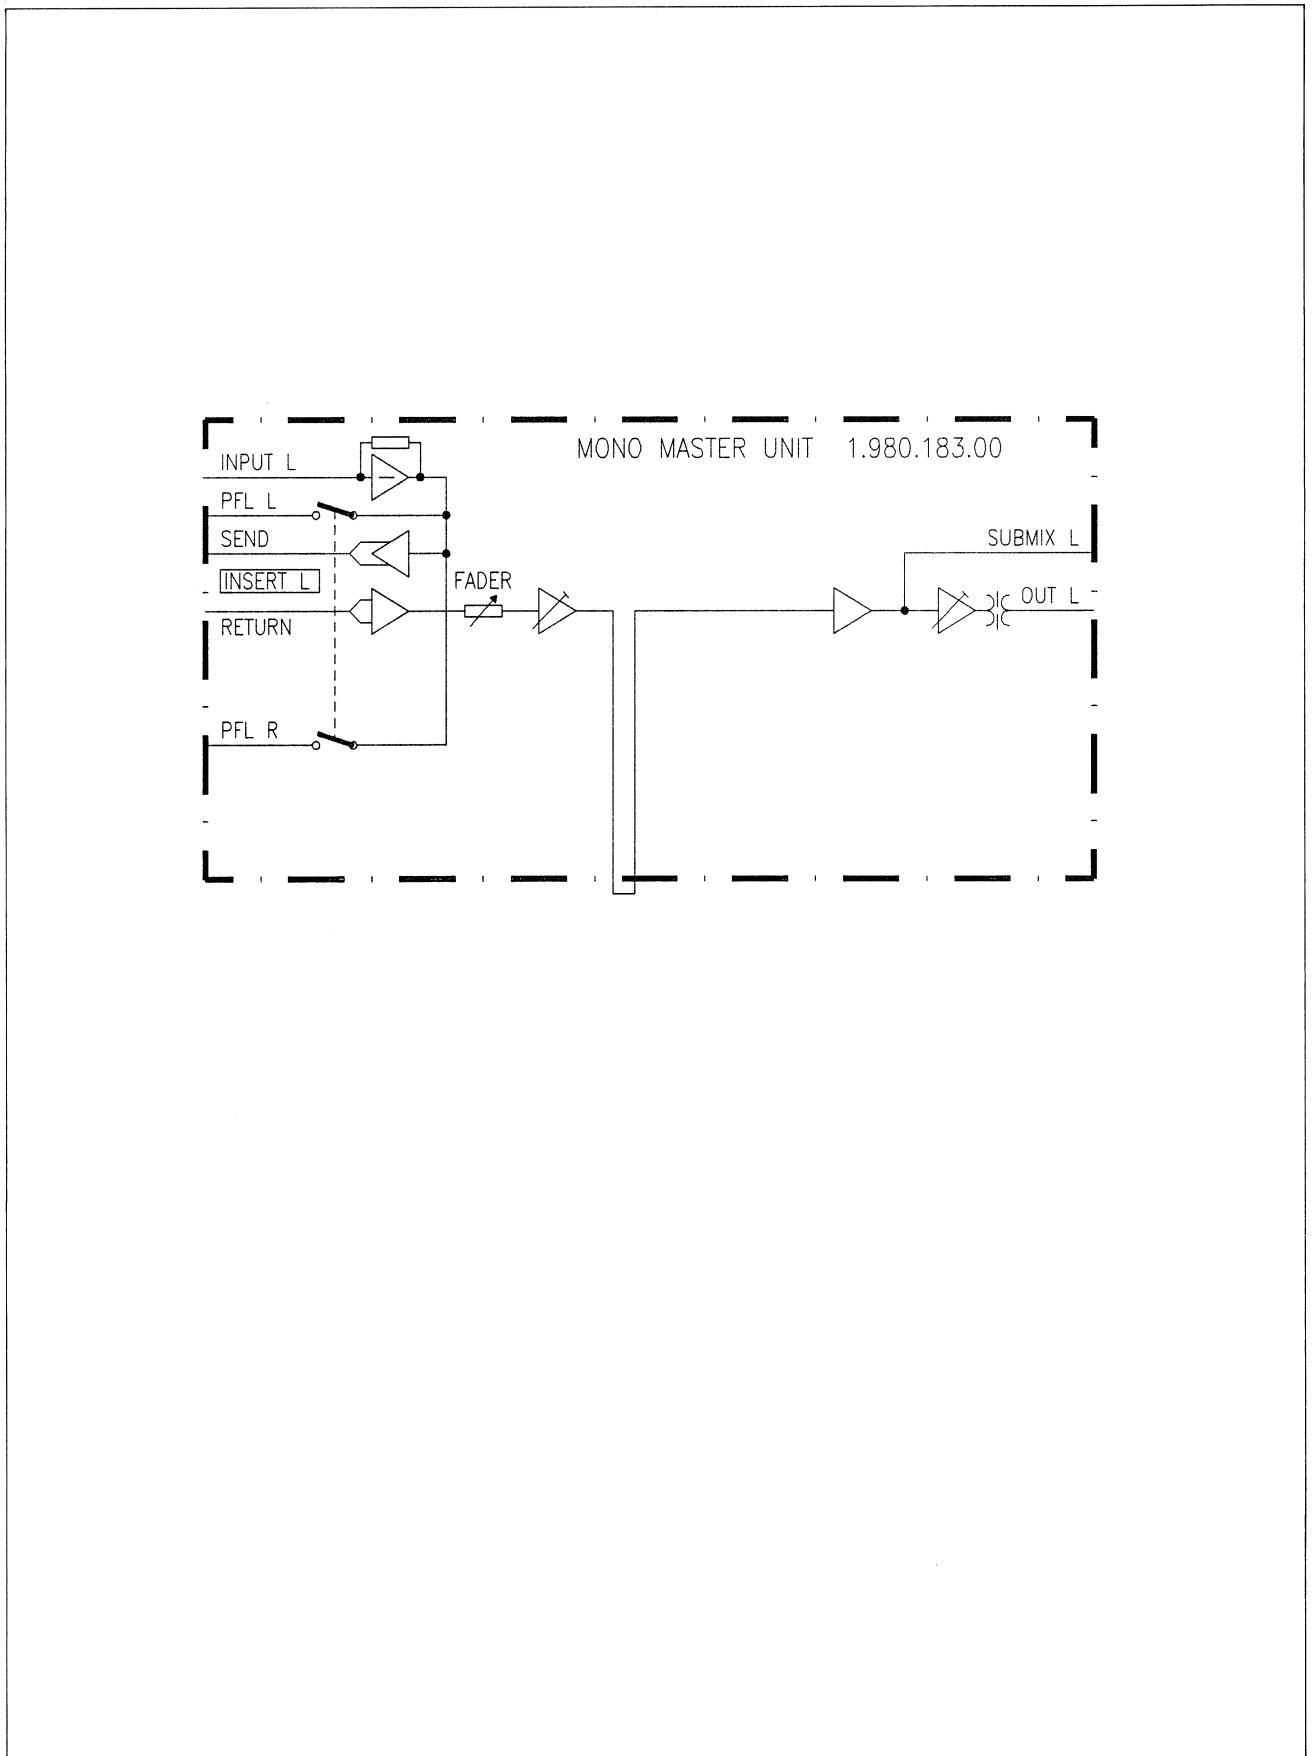 MONO MASTER UNIT 1.980.183.00
INPUT L
PFL L
SEND
INSERT L
RETURN
FADER
PFL R
SUBMIX L
OUT L